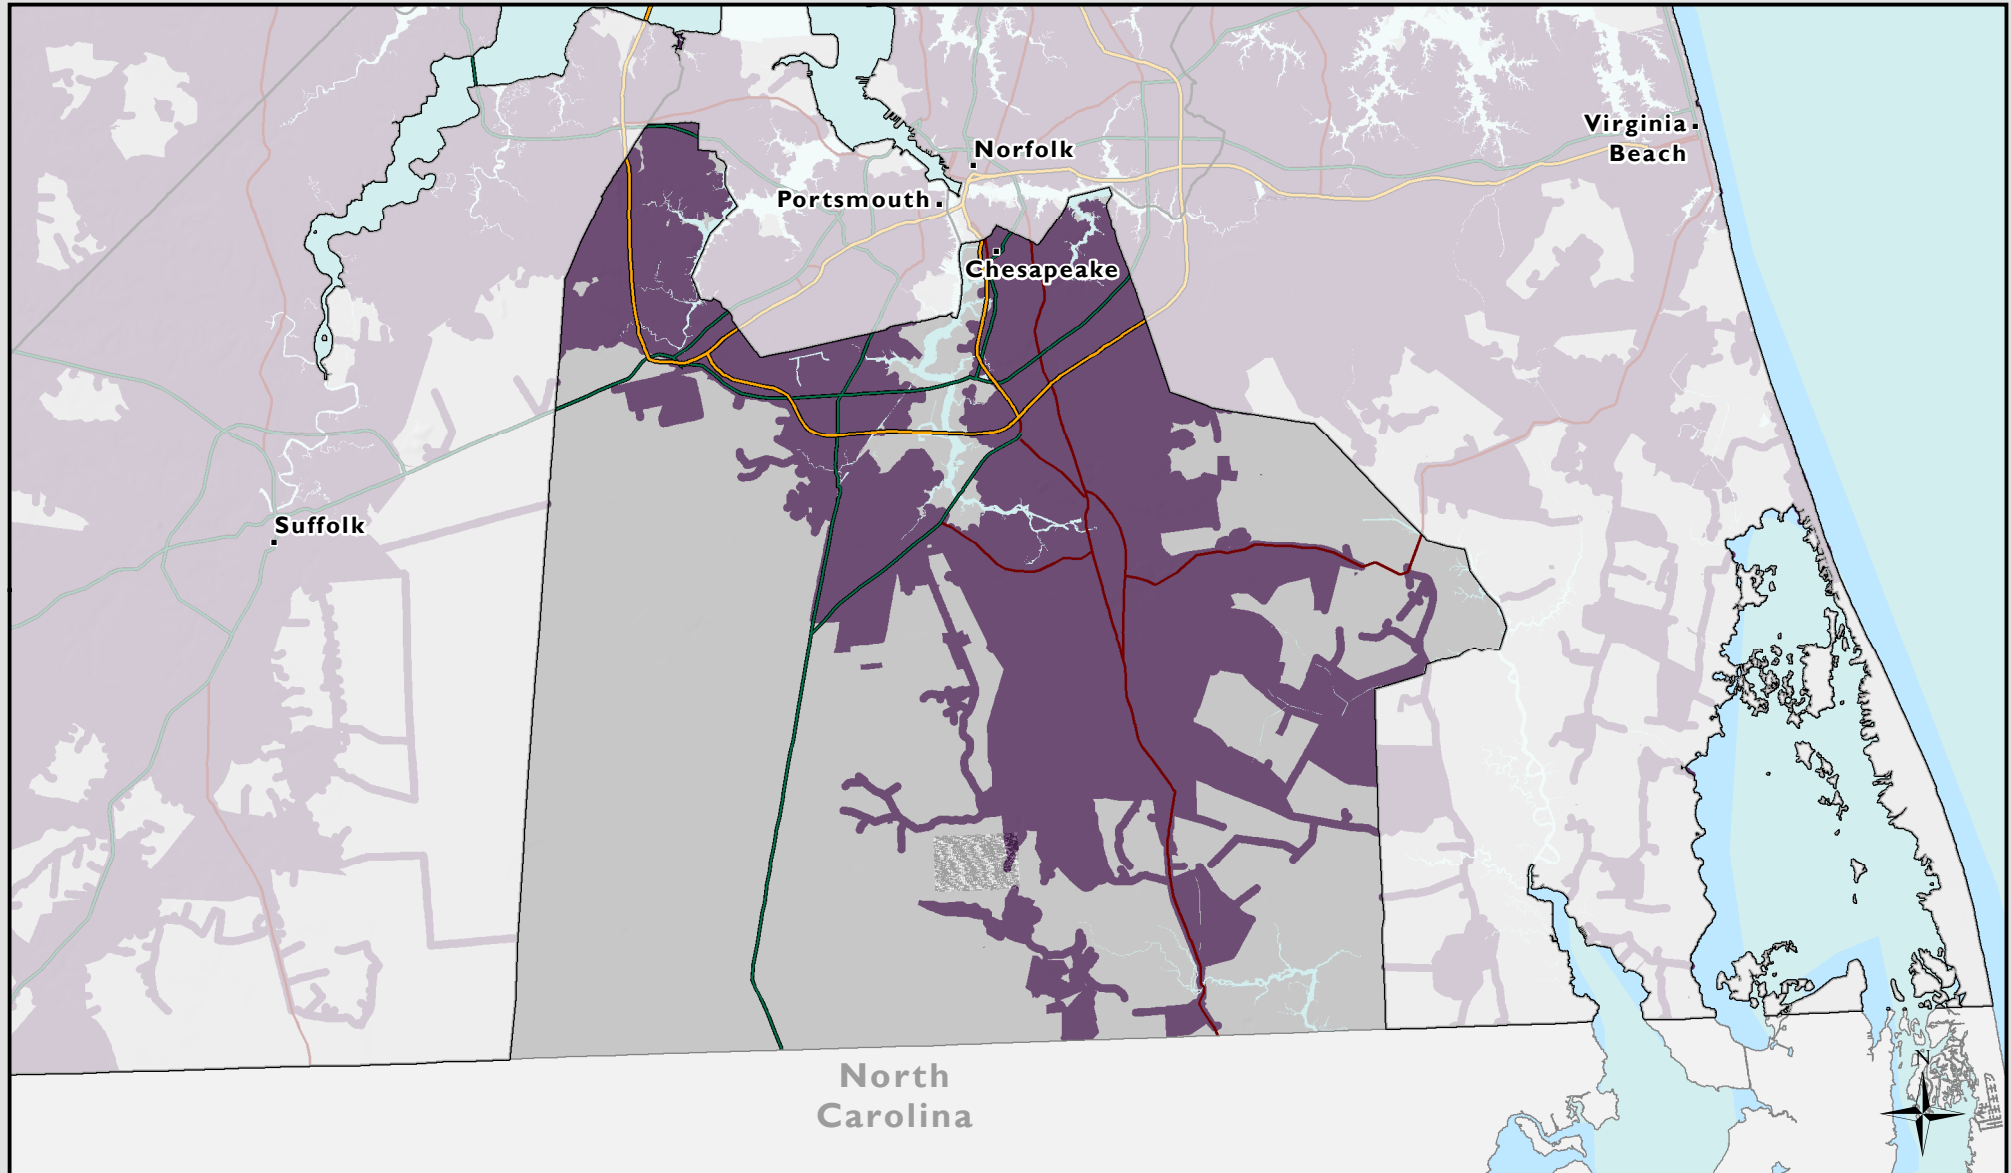 Virginia
Beach
Norfolk
Portsmouth
Chesapeake
Suffolk
North
Carolina
N